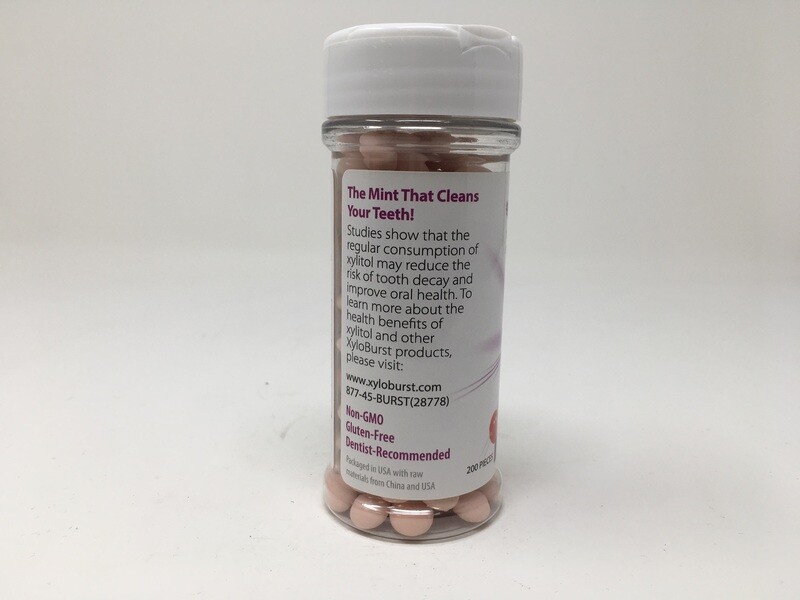 The Mint That Cleans
Your Teeth!
Studies show that the
regular consumption of
xylitol may reduce the
risk of tooth decay and
improve oral health. To
learn more about the
health benefits of
xylitol and other
XyloBurst products,
please visit:
www.xyloburst.com
877-45-BURST(28778)
Non-GMO
Gluten-Free
Dentist-Recommended
Packaged in USA with raw
materials from China and USA
200 PIECES